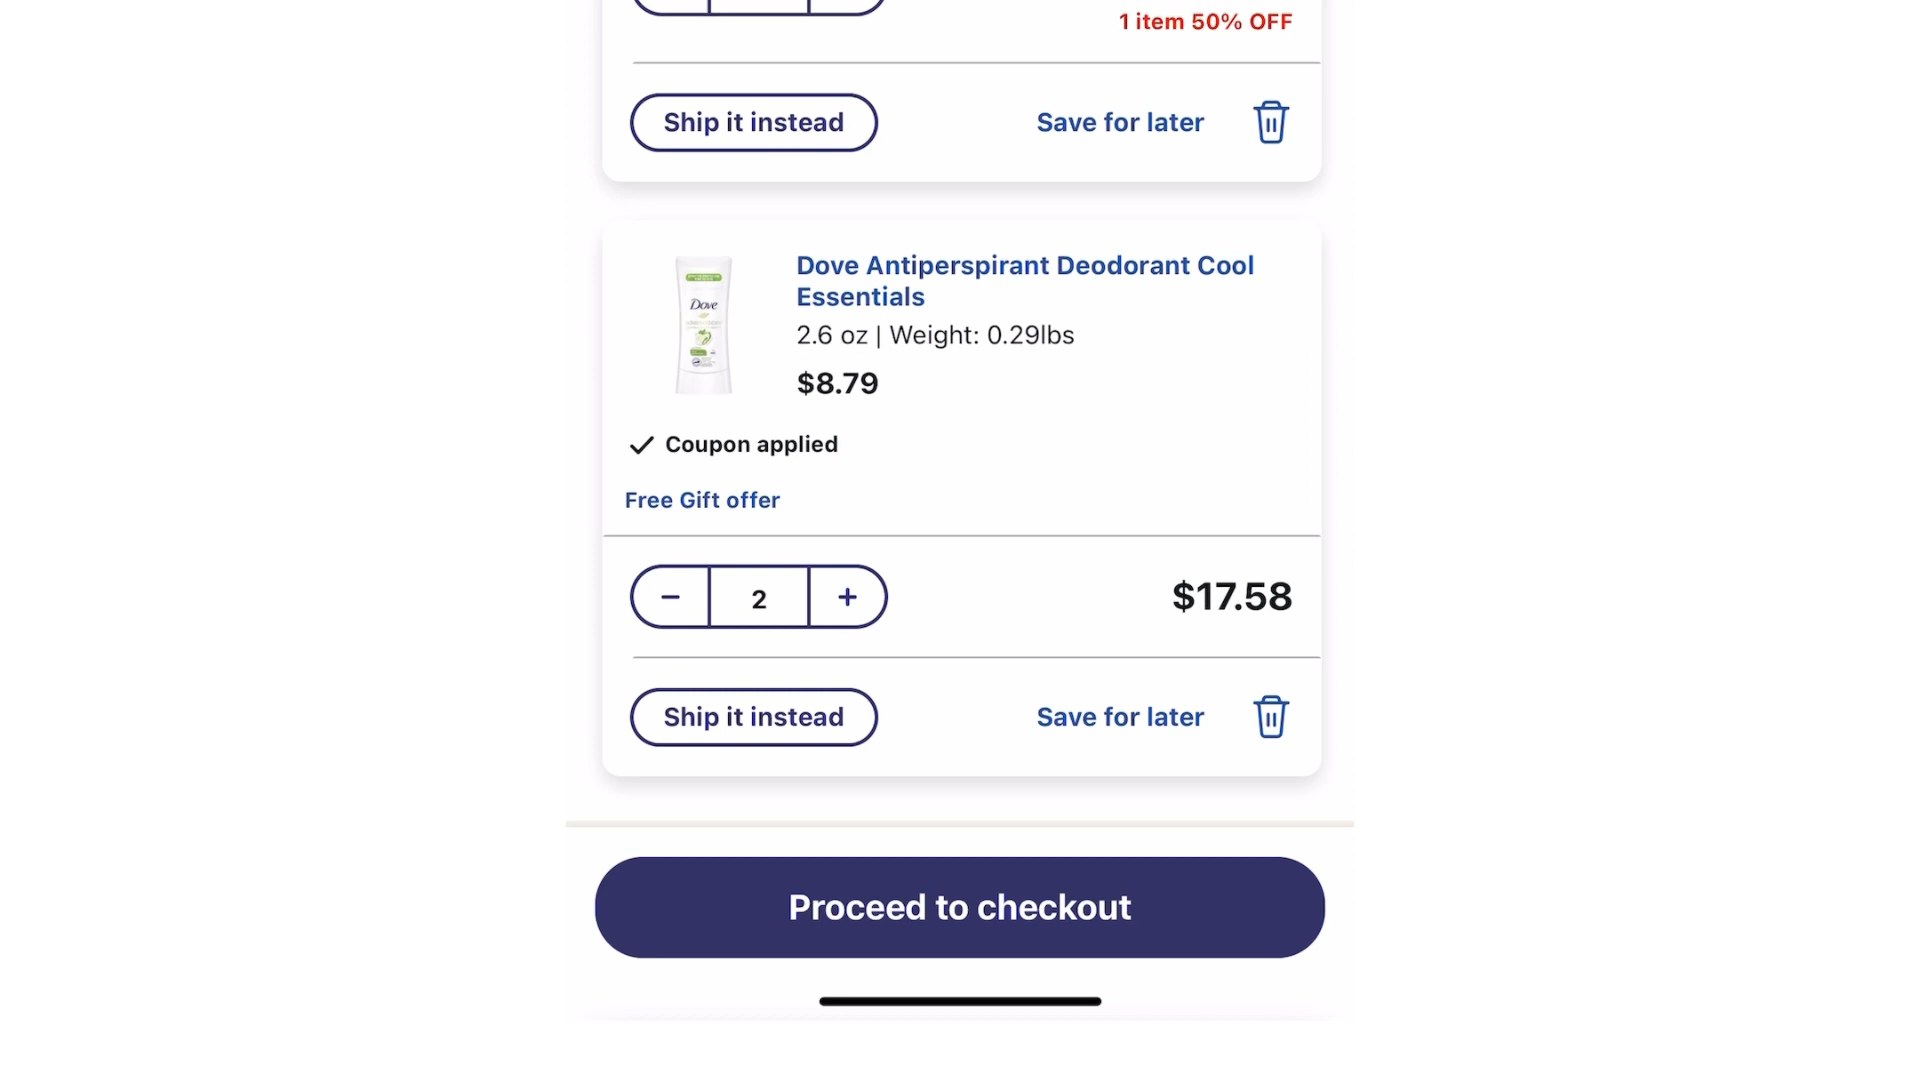 1 item 50% OFF
Ship it instead
Save for later
Dove Antiperspirant Deodorant Cool
Essentials
2.6 oz | Weight: 0.29lbs
$8.79
Dove
Coupon applied
Free Gift offer
− 2 +
$17.58
Ship it instead
Save for later
Proceed to checkout